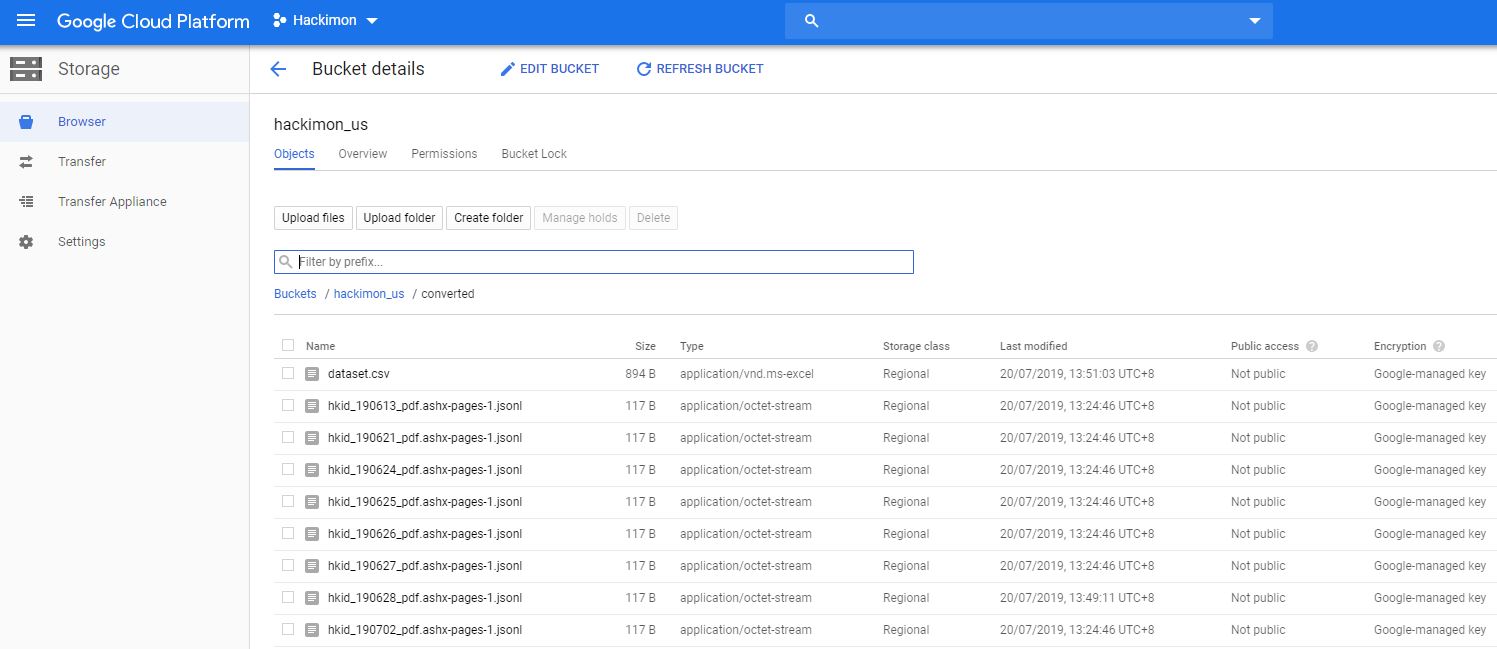 Google Cloud Platform Hackimon
Storage Bucket details EDIT BUCKET REFRESH BUCKET
Browser
Transfer
Transfer Appliance
Settings
hackimon_us
Objects Overview Permissions Bucket Lock
Upload files Upload folder Create folder Manage holds Delete
Filter by prefix...
Buckets / hackimon_us / converted
Name Size Type Storage class Last modified Public access ? Encryption ?
dataset.csv 894 B application/vnd.ms-excel Regional 20/07/2019, 13:51:03 UTC+8 Not public Google-managed key
hkid_190613_pdf.ashx-pages-1.jsonl 117 B application/octet-stream Regional 20/07/2019, 13:24:46 UTC+8 Not public Google-managed key
hkid_190621_pdf.ashx-pages-1.jsonl 117 B application/octet-stream Regional 20/07/2019, 13:24:46 UTC+8 Not public Google-managed key
hkid_190624_pdf.ashx-pages-1.jsonl 117 B application/octet-stream Regional 20/07/2019, 13:24:46 UTC+8 Not public Google-managed key
hkid_190625_pdf.ashx-pages-1.jsonl 117 B application/octet-stream Regional 20/07/2019, 13:24:46 UTC+8 Not public Google-managed key
hkid_190626_pdf.ashx-pages-1.jsonl 117 B application/octet-stream Regional 20/07/2019, 13:24:46 UTC+8 Not public Google-managed key
hkid_190627_pdf.ashx-pages-1.jsonl 117 B application/octet-stream Regional 20/07/2019, 13:24:46 UTC+8 Not public Google-managed key
hkid_190628_pdf.ashx-pages-1.jsonl 117 B application/octet-stream Regional 20/07/2019, 13:49:11 UTC+8 Not public Google-managed key
hkid_190702_pdf.ashx-pages-1.jsonl 117 B application/octet-stream Regional 20/07/2019, 13:24:46 UTC+8 Not public Google-managed key